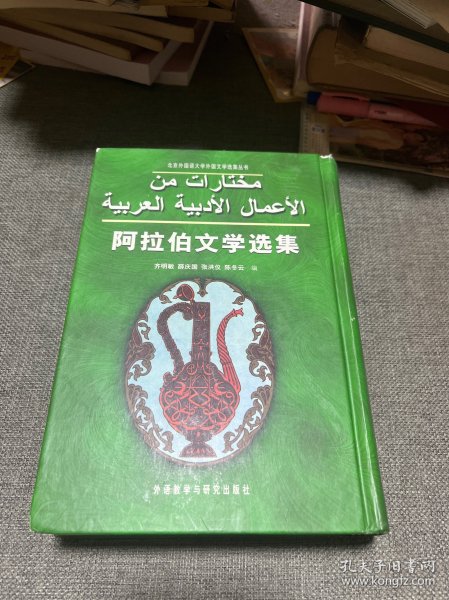 北京外国语大学外国文学选集丛书
مختارات من
الأعمال الأدبية العربية
阿拉伯文学选集
齐明敏 薛庆国 张洪仪 陈冬云 编
外语教学与研究出版社
孔夫子旧书网
www.kongfz.com